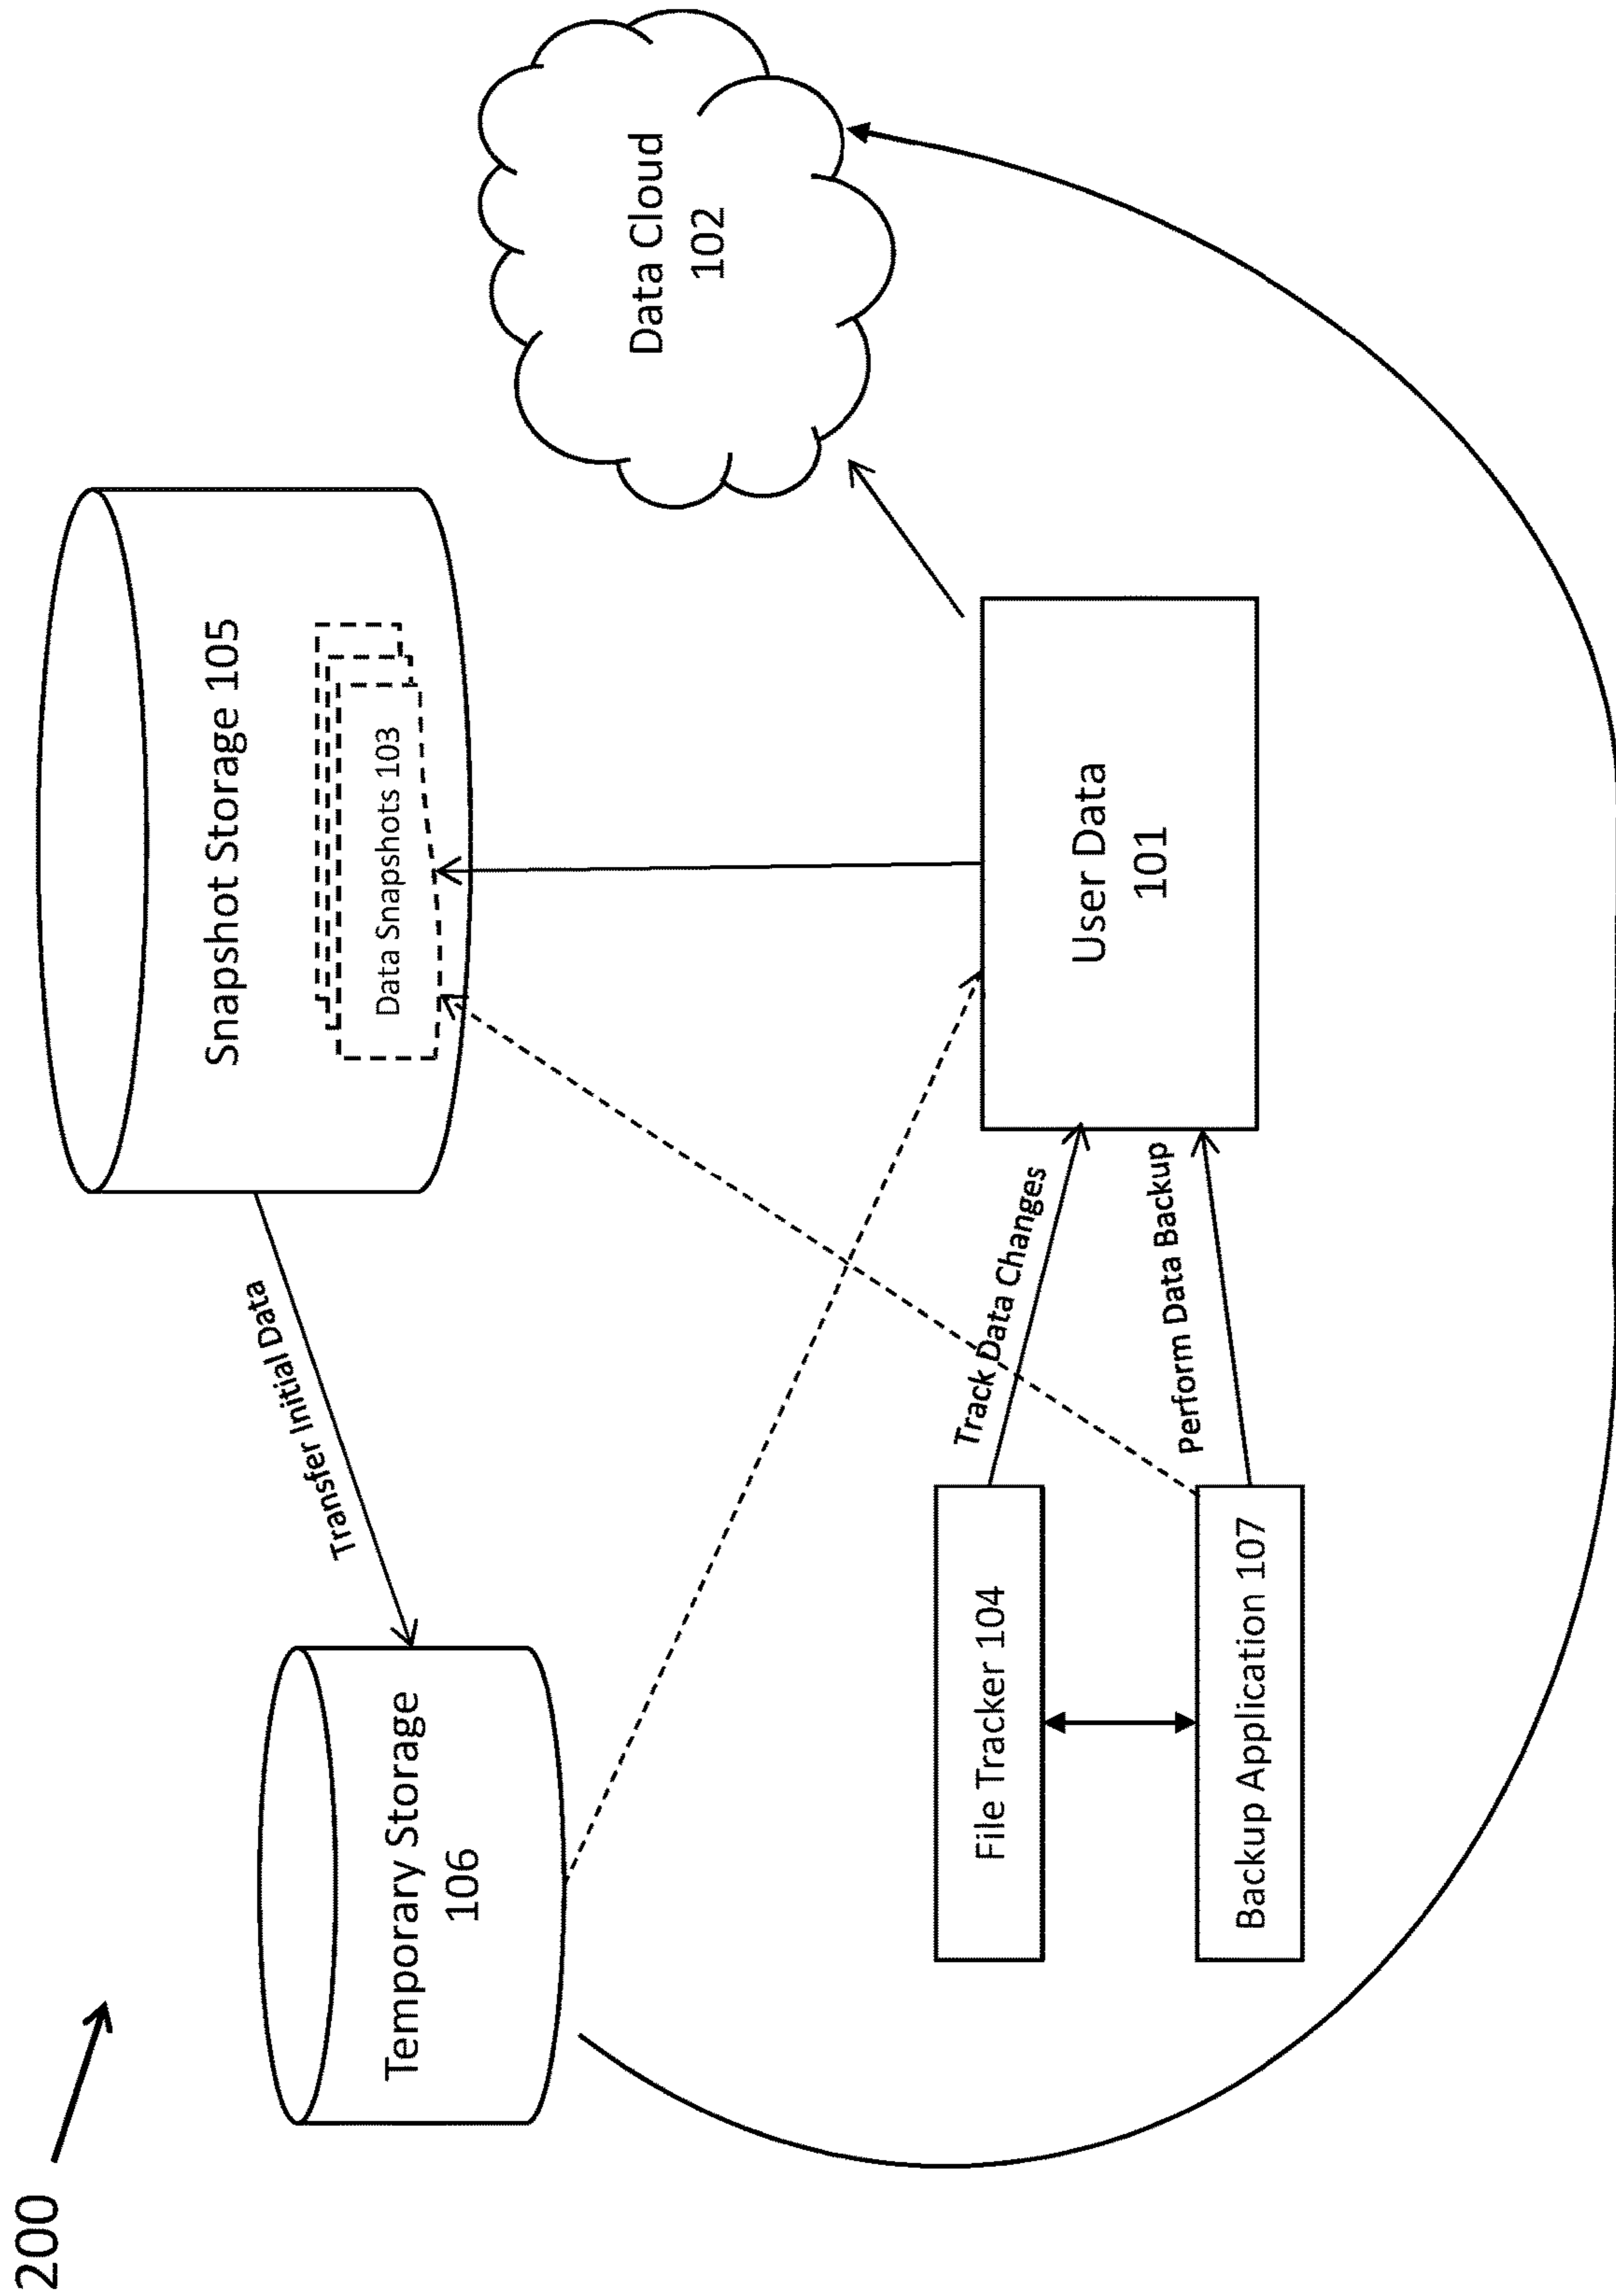 200
Temporary Storage
106
Transfer Initial Data
Snapshot Storage 105
Data Snapshots 103
Data Cloud
102
File Tracker 104
Track Data Changes
User Data
101
Backup Application 107
Perform Data Backup